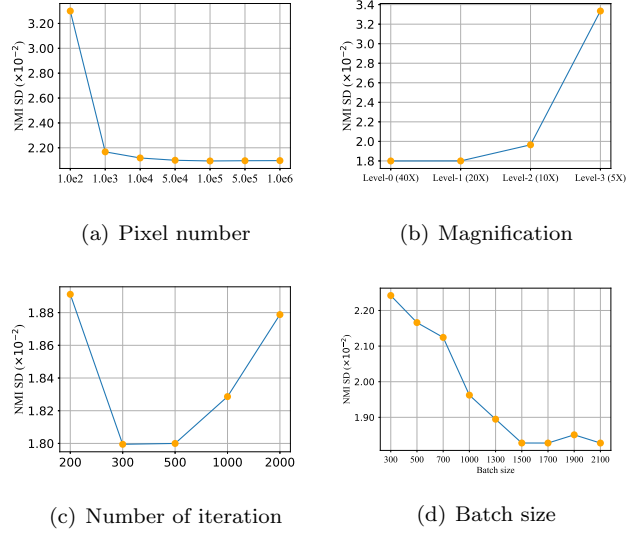 3.20
3.00
2.80
2.60
2.40
2.20
NMI SD (×10⁻²)
1.0e2 1.0e3 1.0e4 5.0e4 1.0e5 5.0e5 1.0e6
(a) Pixel number
3.4
3.2
3.0
2.8
2.6
2.4
2.2
2.0
1.8
NMI SD (×10⁻²)
Level-0 (40X) Level-1 (20X) Level-2 (10X) Level-3 (5X)
(b) Magnification
1.88
1.86
1.84
1.82
1.80
NMI SD (×10⁻²)
200 300 500 1000 2000
(c) Number of iteration
2.20
2.10
2.00
1.90
NMI SD (×10⁻²)
300 500 700 1000 1300 1500 1700 1900 2100
Batch size
(d) Batch size